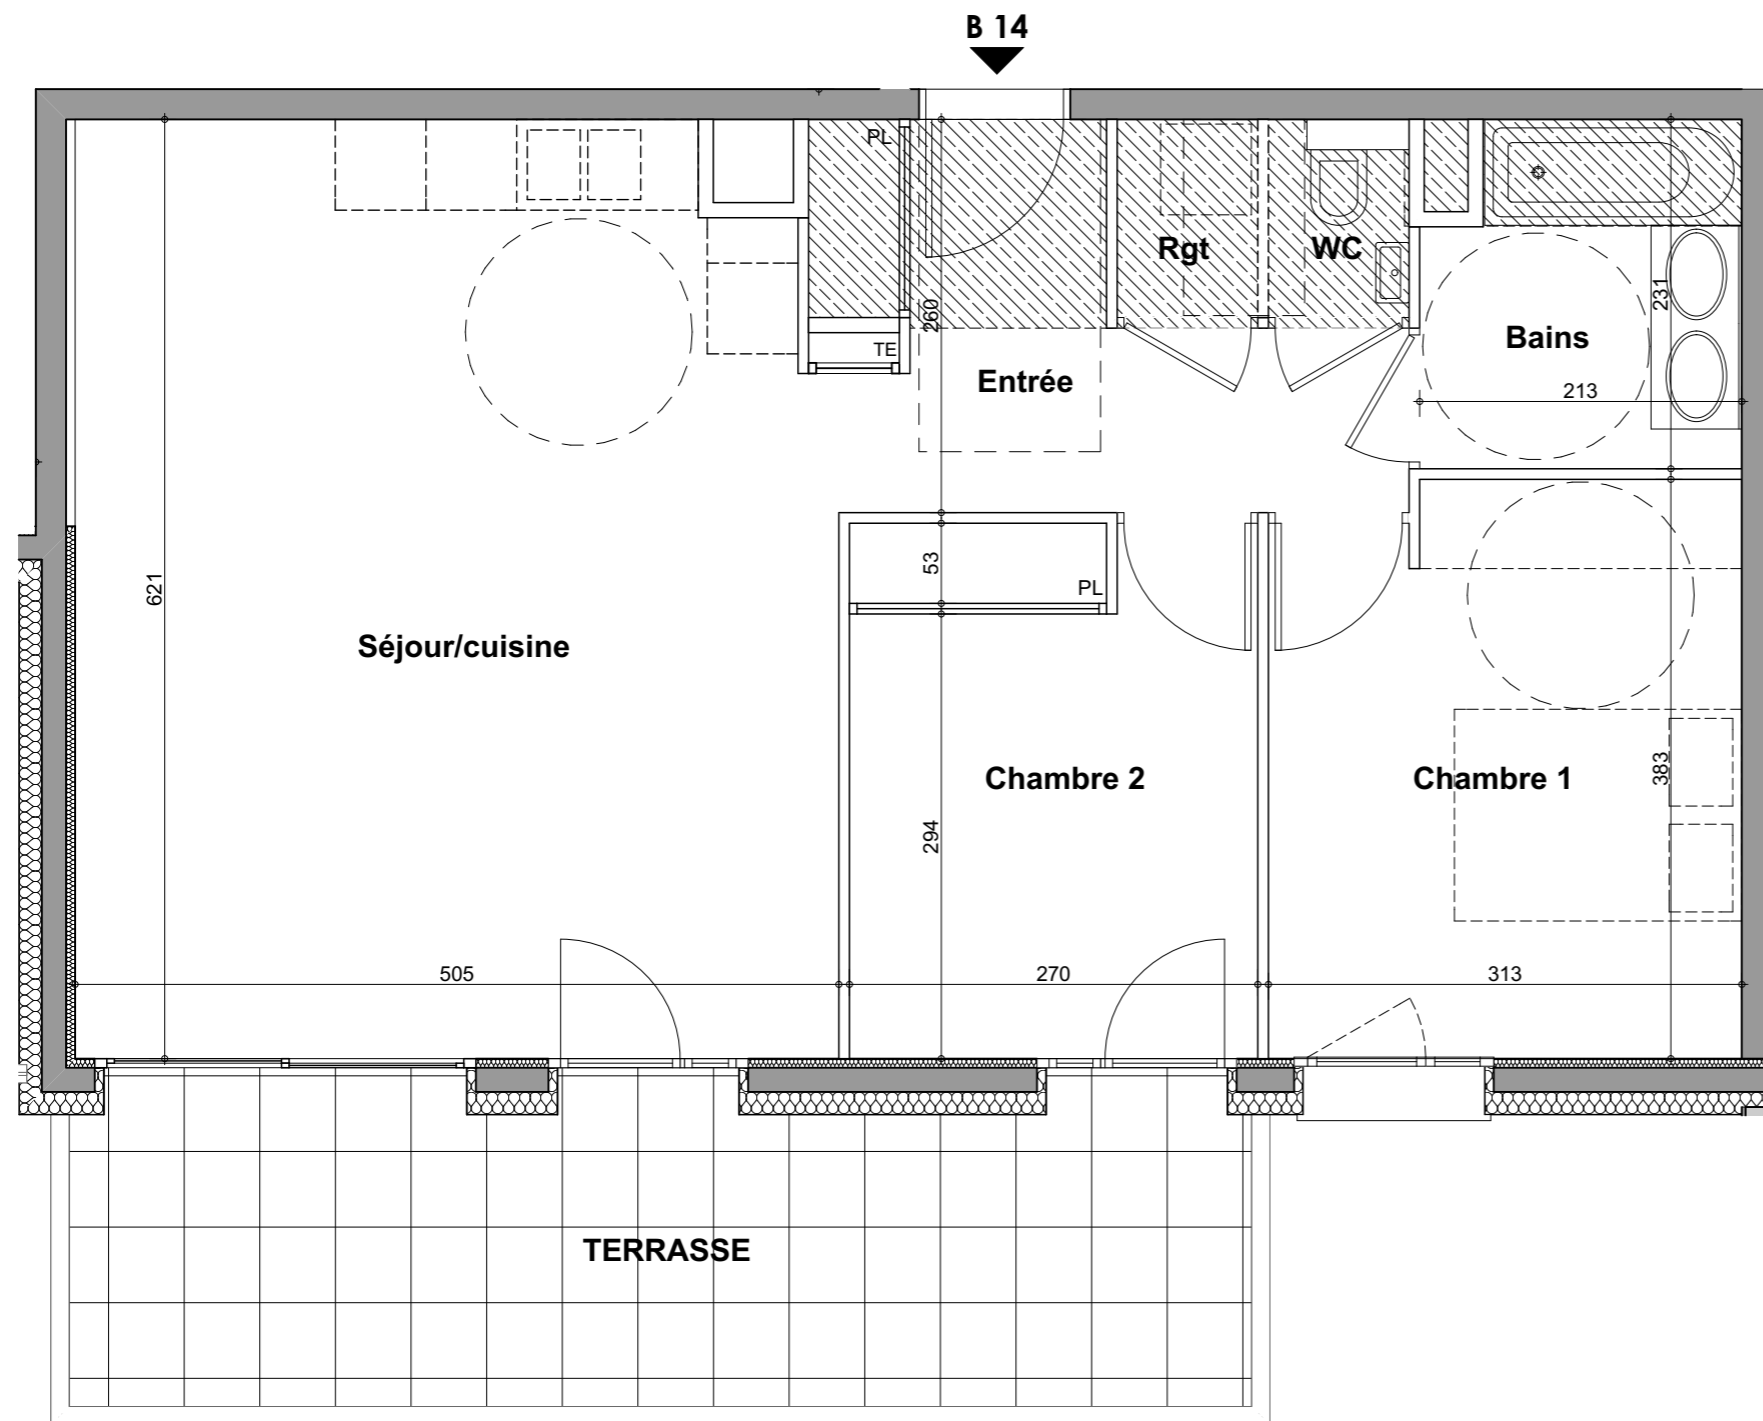 B 14
PL
Rgt
WC
231
260
Bains
TE
Entrée
213
53
PL
621
Séjour/cuisine
Chambre 2
Chambre 1
383
294
505
270
313
TERRASSE